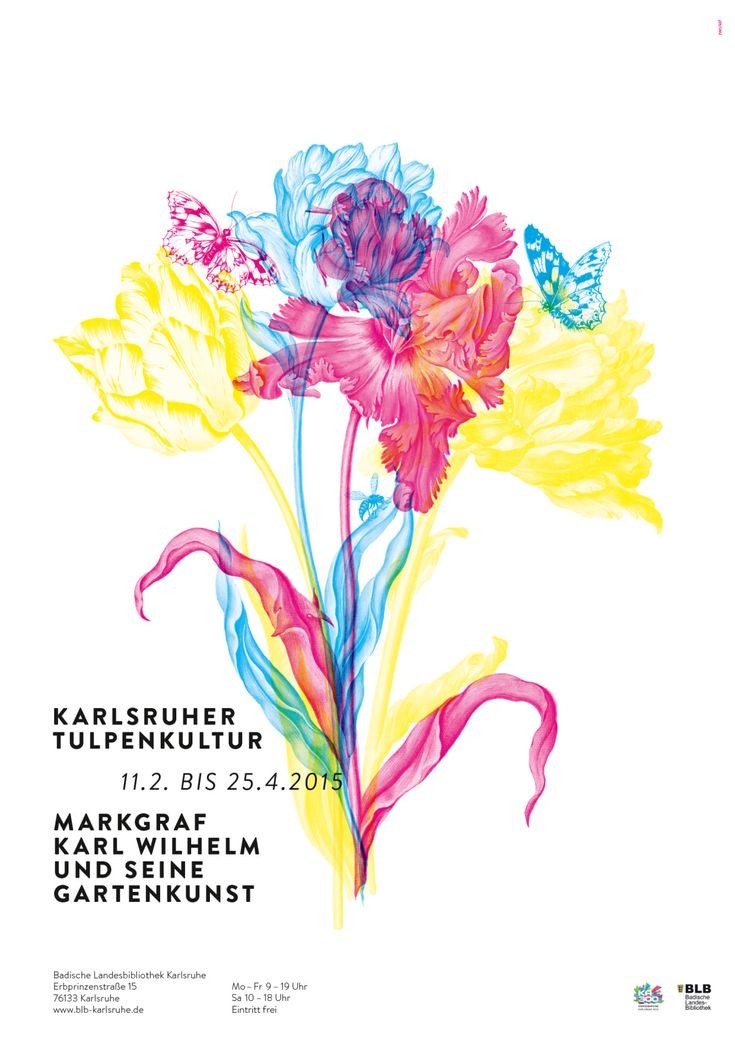 KARLSRUHER
TULPENKULTUR
11.2. BIS 25.4.2015
MARKGRAF
KARL WILHELM
UND SEINE
GARTENKUNST
Badische Landesbibliothek Karlsruhe
Erbprinzenstraße 15
76133 Karlsruhe
www.blb-karlsruhe.de
Mo – Fr 9 – 19 Uhr
Sa 10 – 18 Uhr
Eintritt frei
KA
300
BLB
Badische
Landes-
Bibliothek